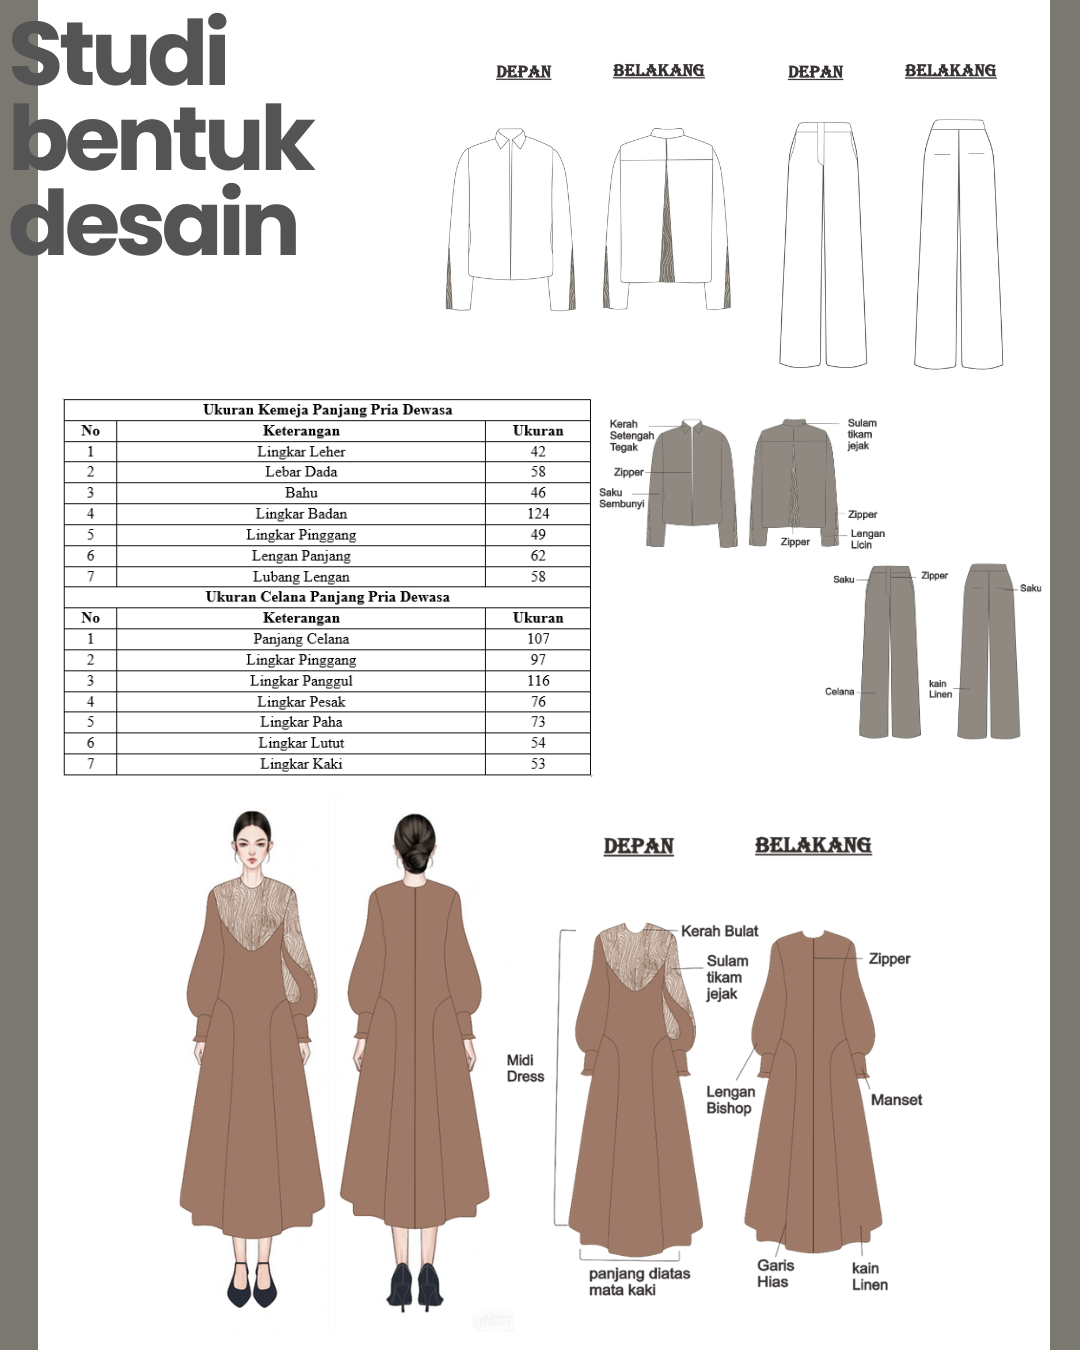 Studi
bentuk
desain
DEPAN
BELAKANG
DEPAN
BELAKANG
Ukuran Kemeja Panjang Pria Dewasa
No Keterangan Ukuran
1 Lingkar Leher 42
2 Lebar Dada 58
3 Bahu 46
4 Lingkar Badan 124
5 Lingkar Pinggang 49
6 Lengan Panjang 62
7 Lubang Lengan 58
Ukuran Celana Panjang Pria Dewasa
No Keterangan Ukuran
1 Panjang Celana 107
2 Lingkar Pinggang 97
3 Lingkar Panggul 116
4 Lingkar Pesak 76
5 Lingkar Paha 73
6 Lingkar Lutut 54
7 Lingkar Kaki 53
Kerah
Setengah
Tegak
Zipper
Saku
Sembunyi
Sulam
tikam
jejak
Zipper
Zipper
Lengan
Licin
Saku
Zipper
Saku
Celana
kain
Linen
DEPAN
BELAKANG
Kerah Bulat
Sulam
tikam
jejak
Zipper
Midi
Dress
Lengan
Bishop
Manset
panjang diatas
mata kaki
Garis
Hias
kain
Linen